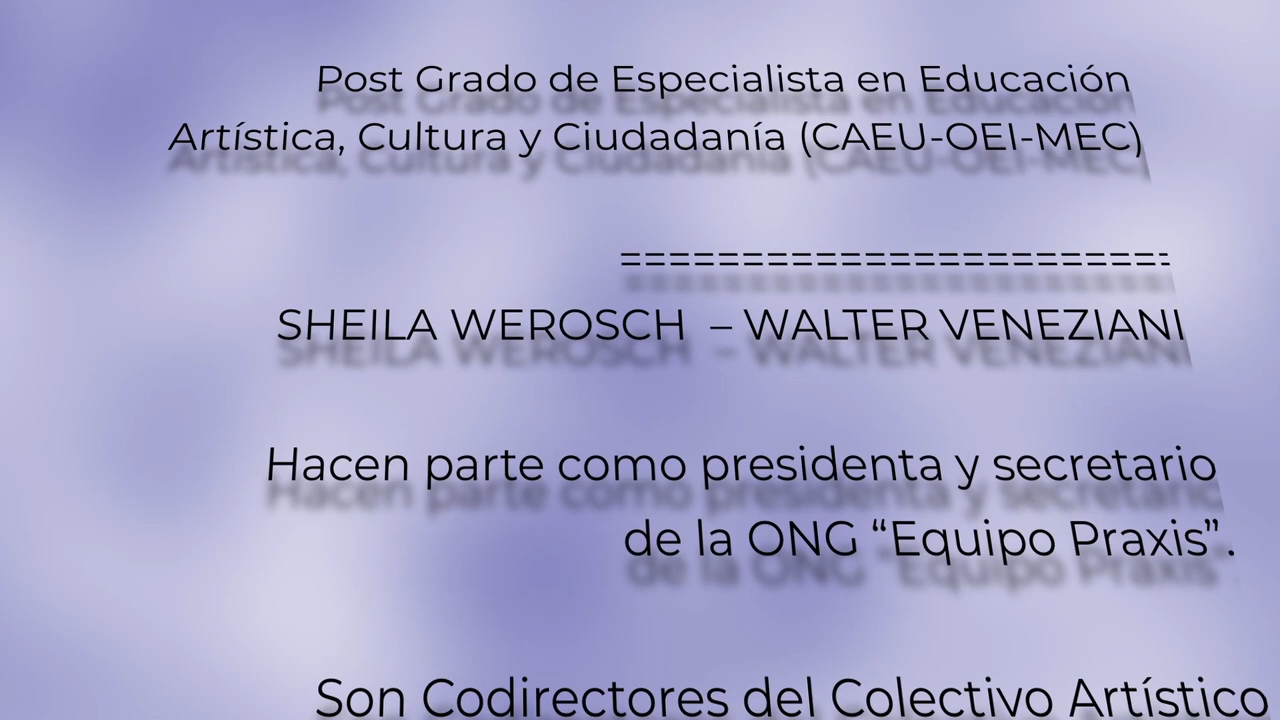 Post Grado de Especialista en Educación
Artística, Cultura y Ciudadanía (CAEU-OEI-MEC)
=======================
SHEILA WEROSCH – WALTER VENEZIANI
Hacen parte como presidenta y secretario
de la ONG “Equipo Praxis”.
Son Codirectores del Colectivo Artístico